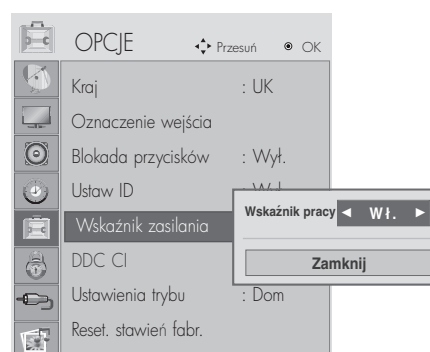 OPCJE Przesuń OK
Kraj : UK
Oznaczenie wejścia
Blokada przycisków : Wył.
Ustaw ID
Wskaźnik zasilania
Wskaźnik pracy ◄ Wł. ►
DDC CI
Zamknij
Ustawienia trybu : Dom
Reset. stawień fabr.